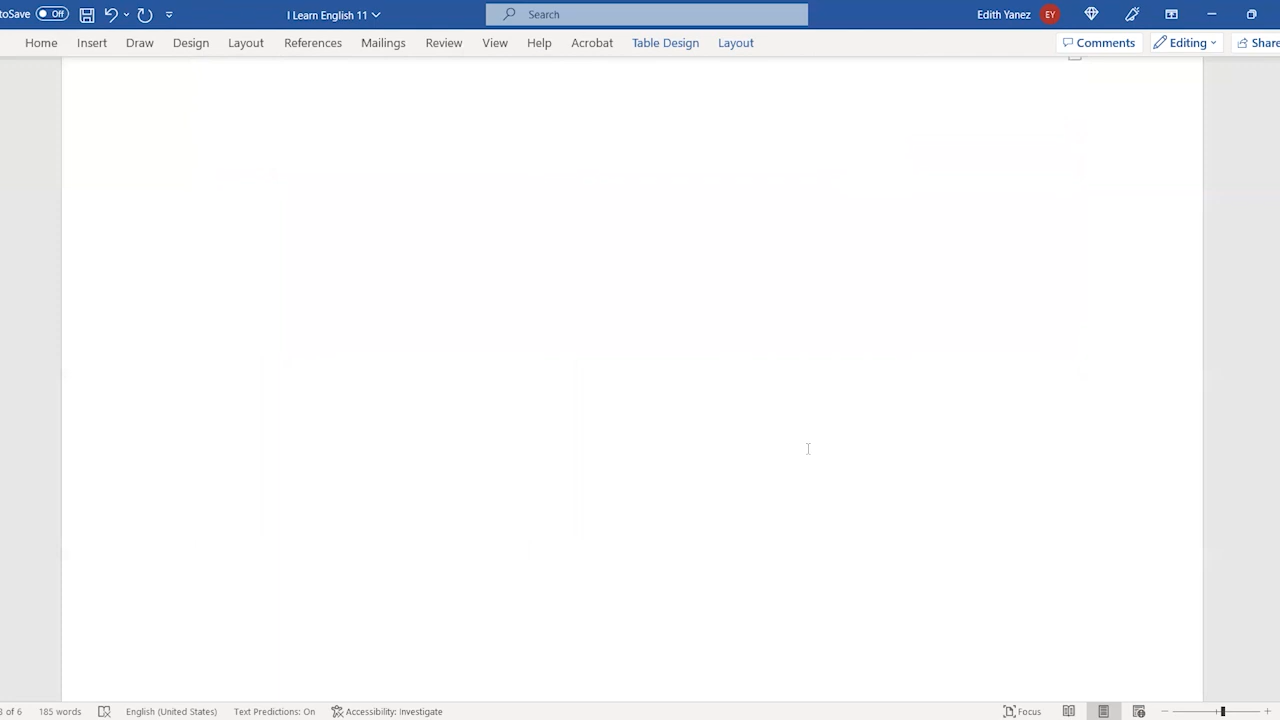 toSave Off I Learn English 11 Search Edith Yanez EY
Home Insert Draw Design Layout References Mailings Review View Help Acrobat Table Design Layout Comments Editing Share
3 of 6 185 words English (United States) Text Predictions: On Accessibility: Investigate Focus